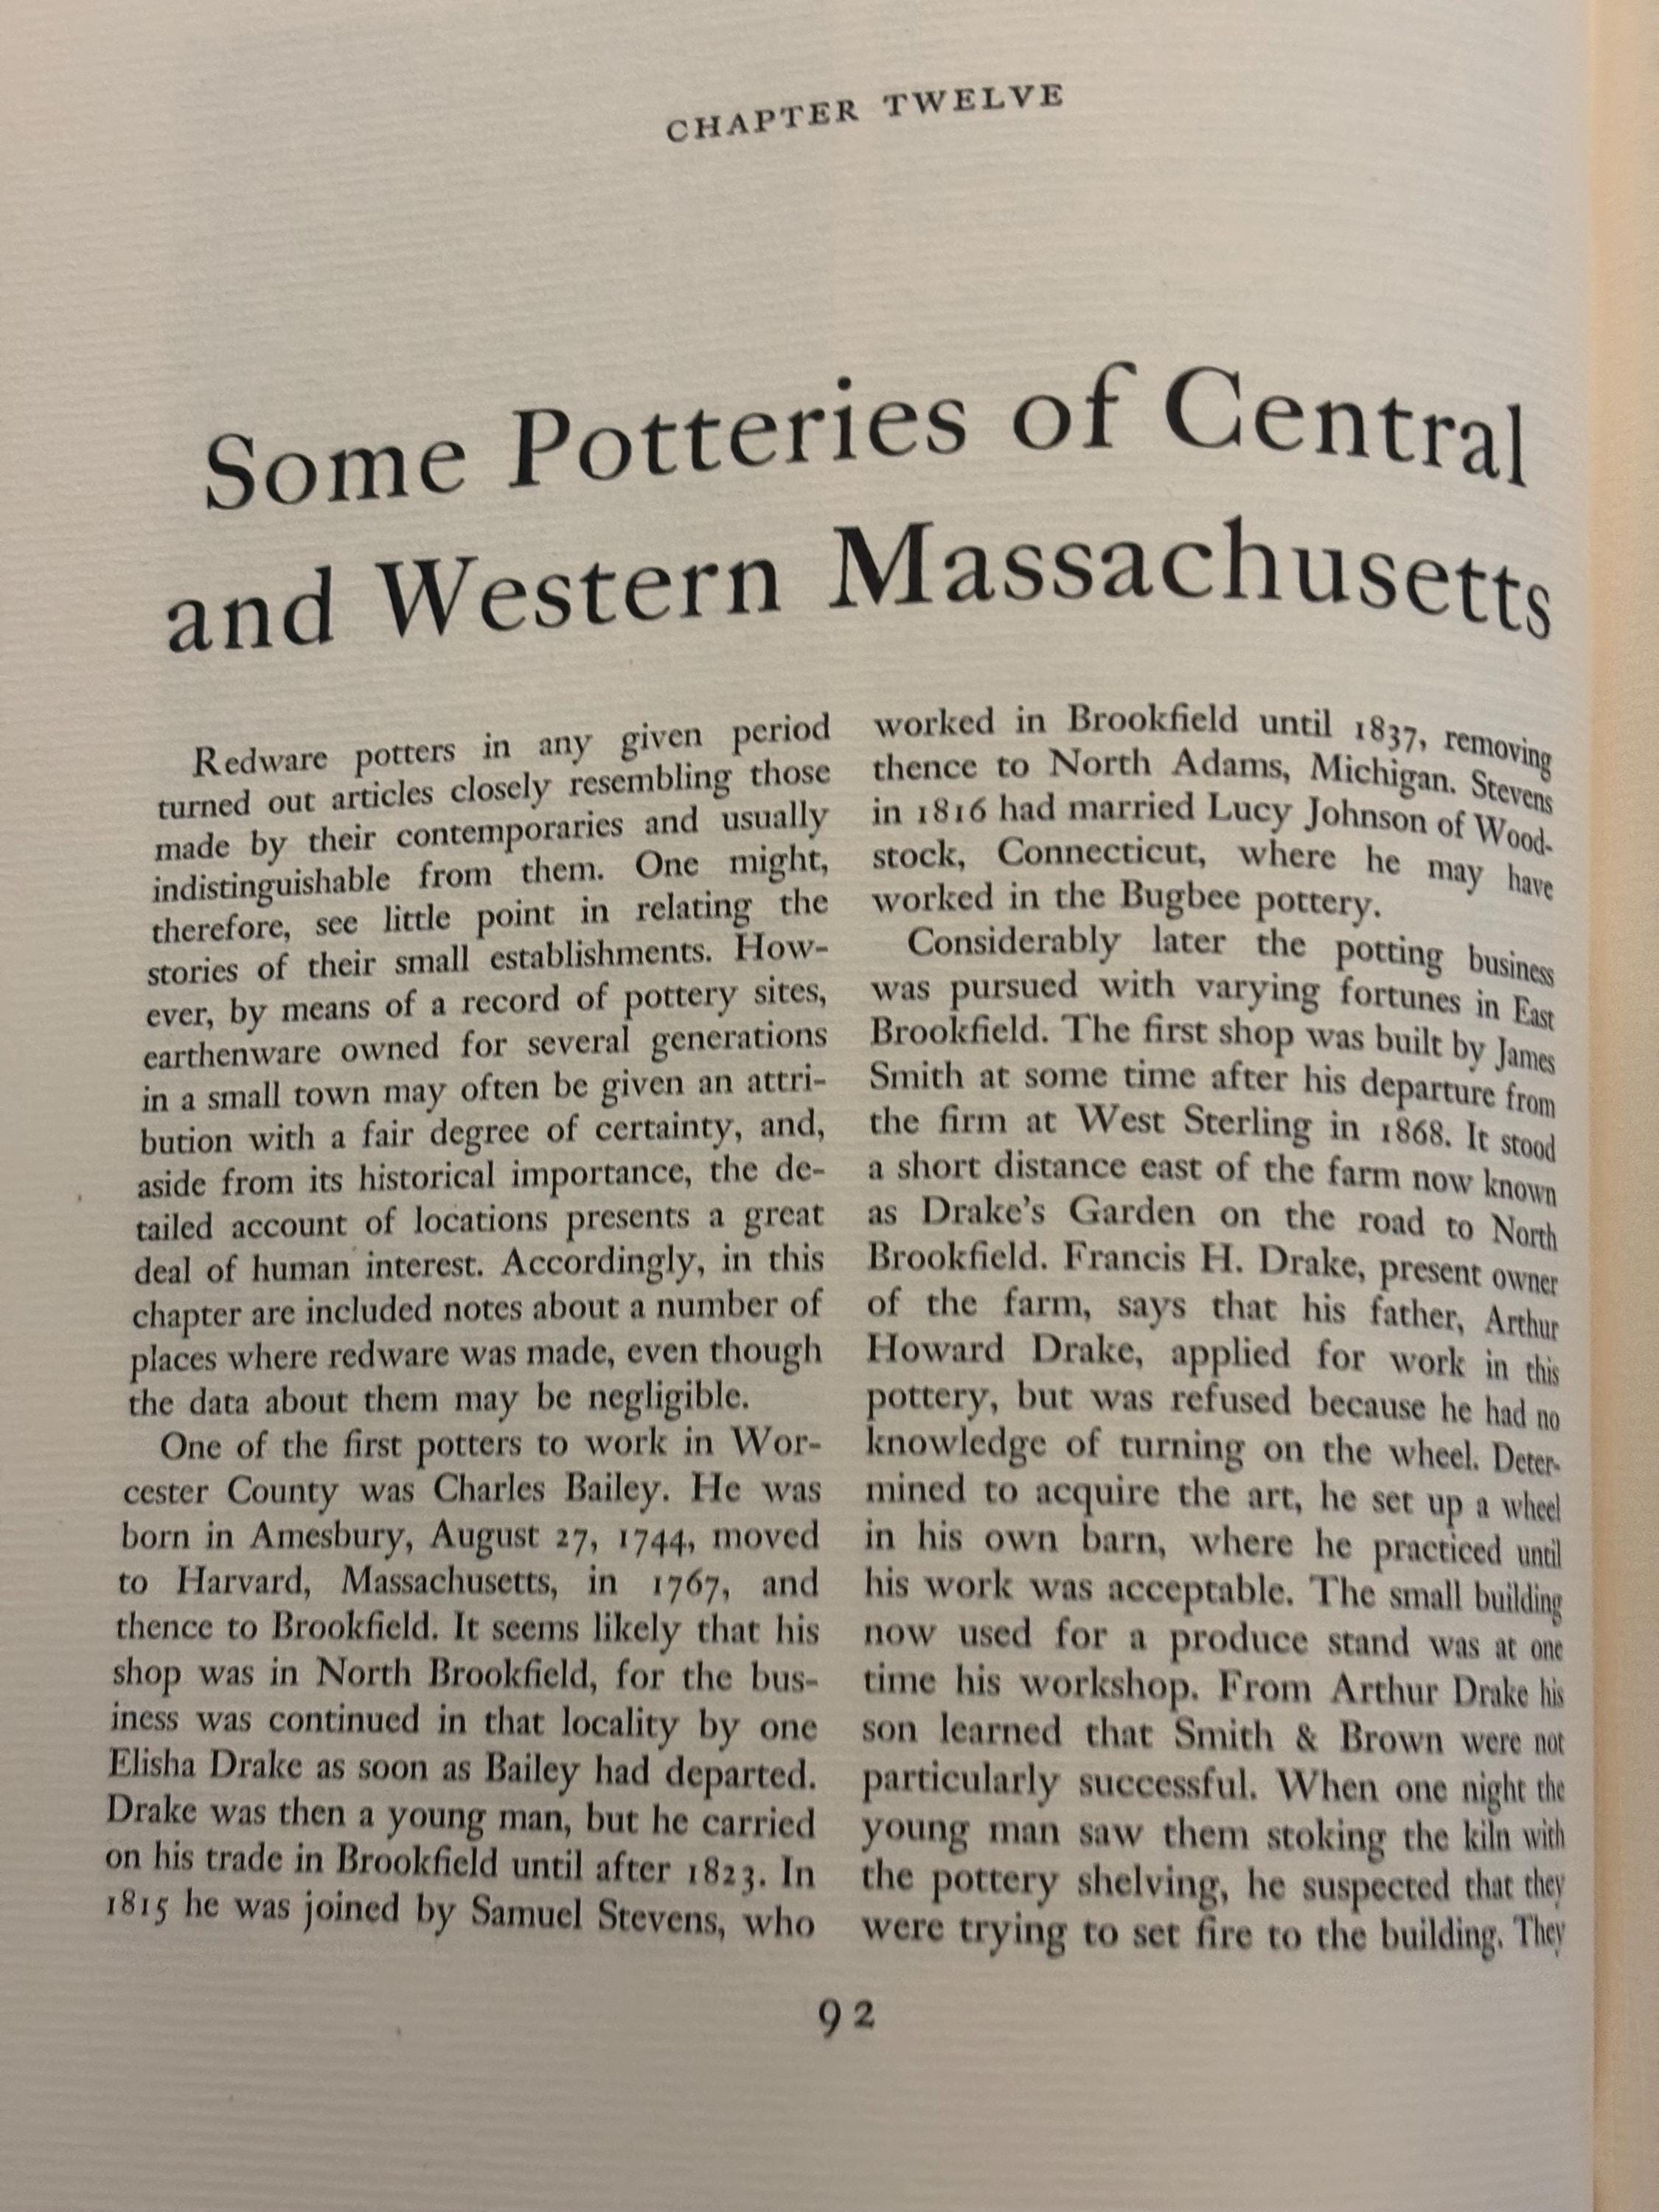 CHAPTER TWELVE
Some Potteries of Central
and Western Massachusetts
Redware potters in any given period
turned out articles closely resembling those
made by their contemporaries and usually
indistinguishable from them. One might,
therefore, see little point in relating the
stories of their small establishments. How-
ever, by means of a record of pottery sites,
earthenware owned for several generations
in a small town may often be given an attri-
bution with a fair degree of certainty, and,
aside from its historical importance, the de-
tailed account of locations presents a great
deal of human interest. Accordingly, in this
chapter are included notes about a number of
places where redware was made, even though
the data about them may be negligible.
One of the first potters to work in Wor-
cester County was Charles Bailey. He was
born in Amesbury, August 27, 1744, moved
to Harvard, Massachusetts, in 1767, and
thence to Brookfield. It seems likely that his
shop was in North Brookfield, for the bus-
iness was continued in that locality by one
Elisha Drake as soon as Bailey had departed.
Drake was then a young man, but he carried
on his trade in Brookfield until after 1823. In
1815 he was joined by Samuel Stevens, who
worked in Brookfield until 1837, removing
thence to North Adams, Michigan. Stevens
in 1816 had married Lucy Johnson of Wood-
stock, Connecticut, where he may have
worked in the Bugbee pottery.
Considerably later the potting business
was pursued with varying fortunes in East
Brookfield. The first shop was built by James
Smith at some time after his departure from
the firm at West Sterling in 1868. It stood
a short distance east of the farm now known
as Drake's Garden on the road to North
Brookfield. Francis H. Drake, present owner
of the farm, says that his father, Arthur
Howard Drake, applied for work in this
pottery, but was refused because he had no
knowledge of turning on the wheel. Deter-
mined to acquire the art, he set up a wheel
in his own barn, where he practiced until
his work was acceptable. The small building
now used for a produce stand was at one
time his workshop. From Arthur Drake his
son learned that Smith & Brown were not
particularly successful. When one night the
young man saw them stoking the kiln with
the pottery shelving, he suspected that they
were trying to set fire to the building. They
92